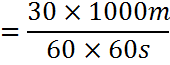 = 30 × 1000m / 60 × 60s